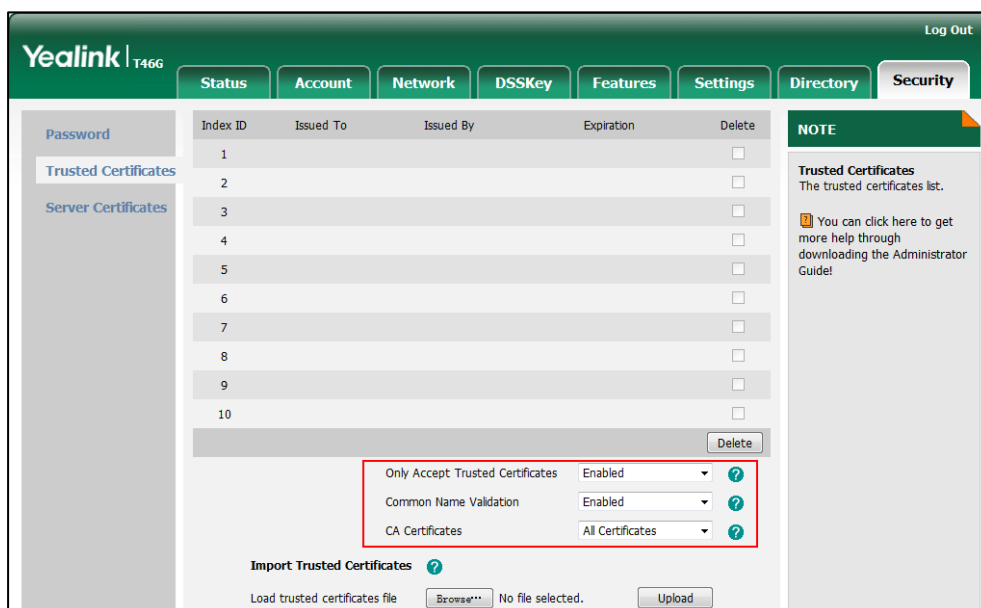 Log Out
Yealink T46G
Status Account Network DSSKey Features Settings Directory Security
Password
Trusted Certificates
Server Certificates
Index ID Issued To Issued By Expiration Delete
1
2
3
4
5
6
7
8
9
10
Delete
Only Accept Trusted Certificates Enabled ?
Common Name Validation Enabled ?
CA Certificates All Certificates ?
Import Trusted Certificates ?
Load trusted certificates file Browse... No file selected. Upload
NOTE
Trusted Certificates
The trusted certificates list.
? You can click here to get
more help through
downloading the Administrator
Guide!